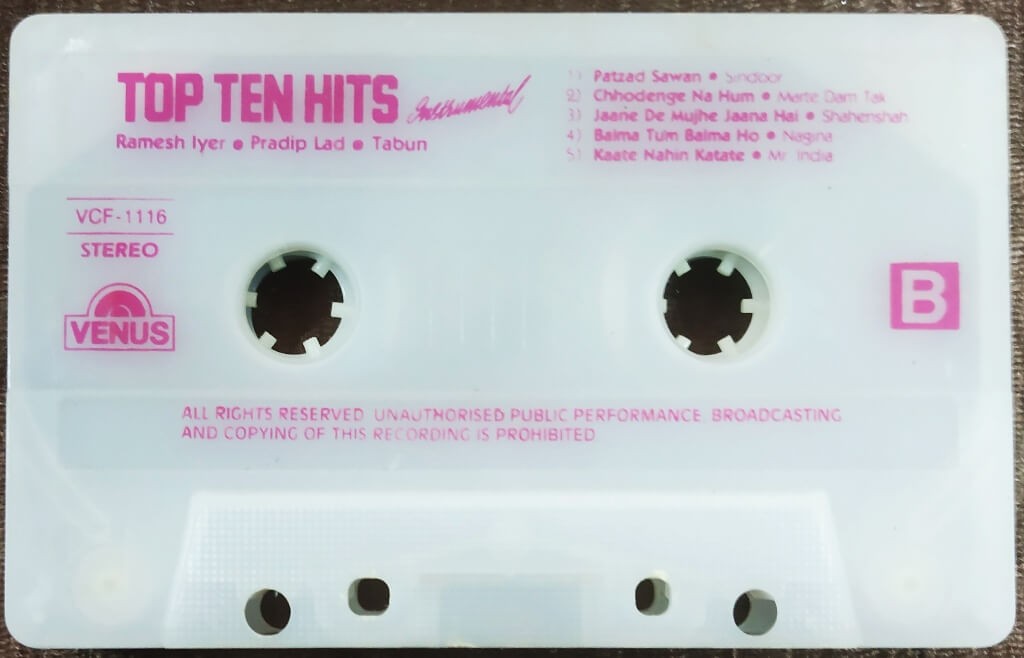 TOP TEN HITS Instrumental
Ramesh Iyer • Pradip Lad • Tabun
1) Patzad Sawan • Sindoor
2) Chhodenge Na Hum • Marte Dam Tak
3) Jaane De Mujhe Jaana Hai • Shahenshah
4) Balma Tum Balma Ho • Nagina
5) Kaate Nahin Katate • Mr. India
VCF-1116
STEREO
VENUS
B
ALL RIGHTS RESERVED. UNAUTHORISED PUBLIC PERFORMANCE, BROADCASTING
AND COPYING OF THIS RECORDING IS PROHIBITED